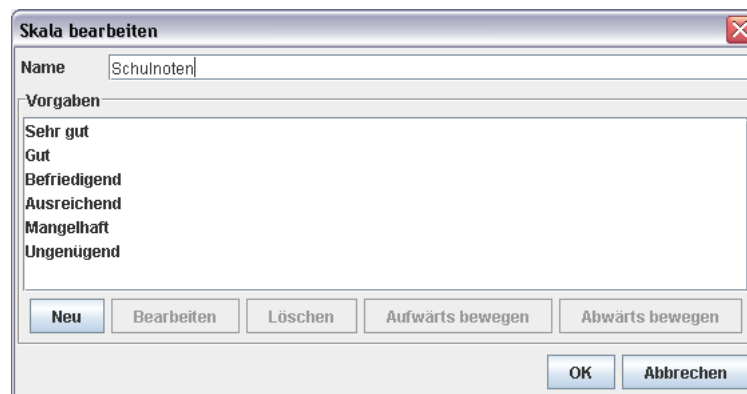 Skala bearbeiten
Name Schulnoten
Vorgaben
Sehr gut
Gut
Befriedigend
Ausreichend
Mangelhaft
Ungenügend
Neu Bearbeiten Löschen Aufwärts bewegen Abwärts bewegen
OK Abbrechen